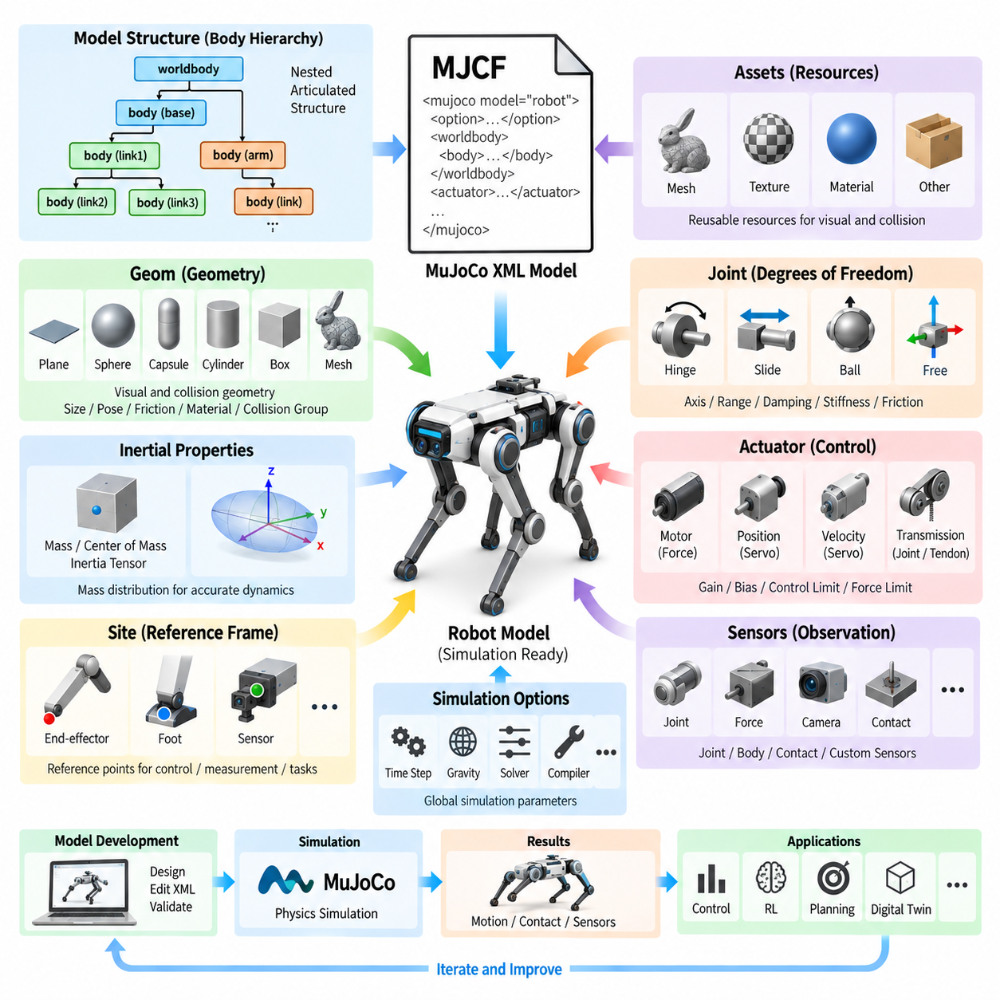 Model Structure (Body Hierarchy)
worldbody
Nested
Articulated
Structure
body (base)
body (link1)
body (arm)
body (link2)
body (link3)
body (link)
...
MJCF
<mujoco model="robot">
<option>...</option>
<worldbody>
<body>...</body>
</worldbody>
<actuator>...</actuator>
...
</mujoco>
MuJoCo XML Model
Assets (Resources)
Mesh
Texture
Material
Other
Reusable resources for visual and collision
Geom (Geometry)
Plane
Sphere
Capsule
Cylinder
Box
Mesh
Visual and collision geometry
Size / Pose / Friction / Material / Collision Group
Joint (Degrees of Freedom)
Hinge
Slide
Ball
Free
Axis / Range / Damping / Stiffness / Friction
Inertial Properties
z
y
x
Mass / Center of Mass
Inertia Tensor
Mass distribution for accurate dynamics
Actuator (Control)
Motor
(Force)
Position
(Servo)
Velocity
(Servo)
Transmission
(Joint / Tendon)
Gain / Bias / Control Limit / Force Limit
Site (Reference Frame)
End-effector
Foot
Sensor
...
Reference points for control / measurement / tasks
Robot Model
(Simulation Ready)
Sensors (Observation)
Joint
Force
Camera
Contact
...
Joint / Body / Contact / Custom Sensors
Simulation Options
Time Step
Gravity
Solver
Compiler
...
Global simulation parameters
Model Development
Design
Edit XML
Validate
Simulation
MuJoCo
Physics Simulation
Results
Motion / Contact / Sensors
Applications
Control
RL
Planning
Digital Twin
...
Iterate and Improve